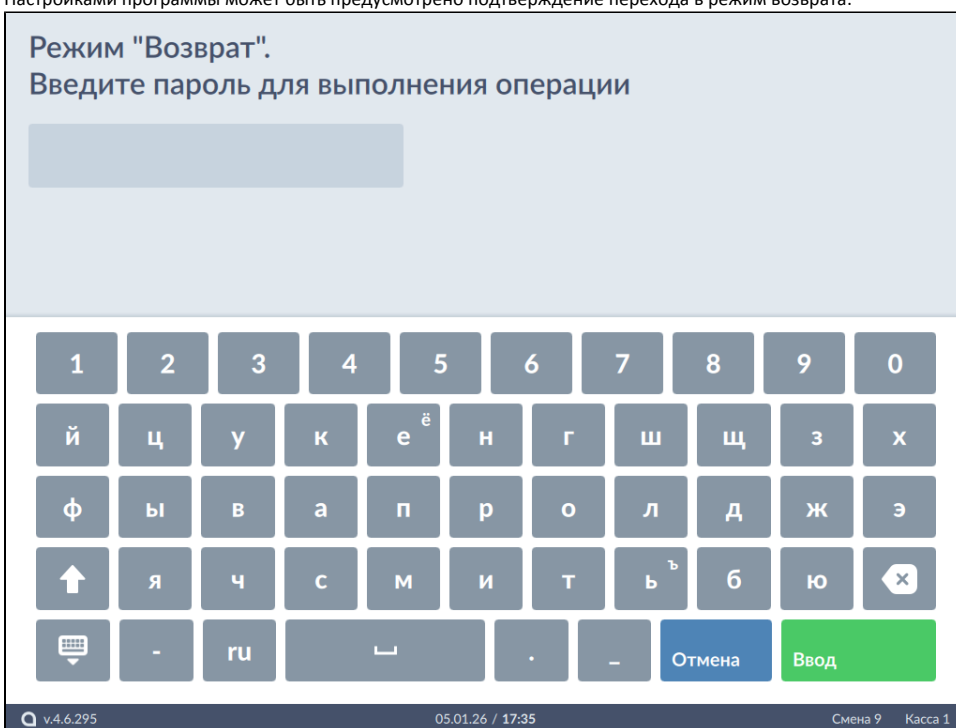 Настройками программы может быть предусмотрено подтверждение перехода в режим возврата:
Режим "Возврат".
Введите пароль для выполнения операции
1 2 3 4 5 6 7 8 9 0
й ц у к е ё н г ш щ з х
ф ы в а п р о л д ж э
я ч с м и т ь ъ б ю
- ru . _ Отмена Ввод
v.4.6.295 05.01.26 / 17:35 Смена 9 Касса 1